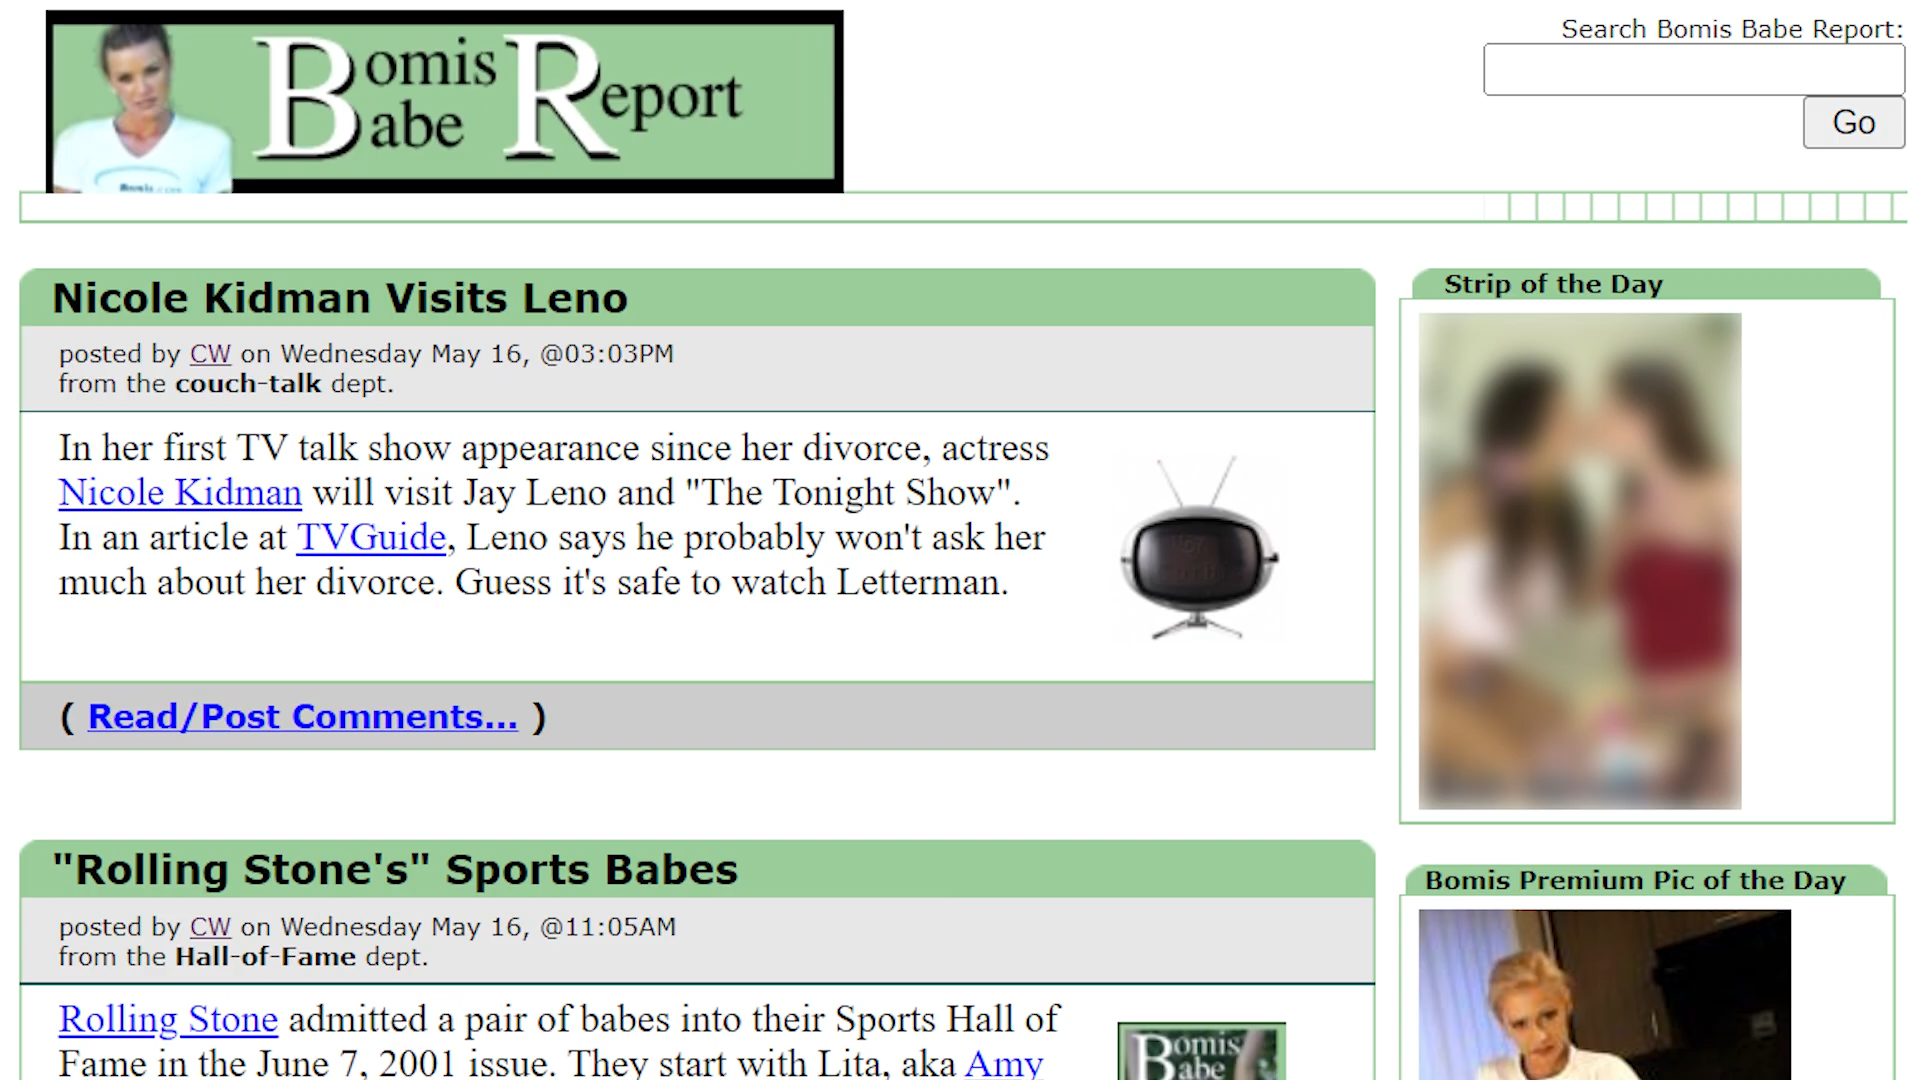 Bomis
Babe Report
Search Bomis Babe Report:
Go
Nicole Kidman Visits Leno
posted by CW on Wednesday May 16, @03:03PM
from the couch-talk dept.
In her first TV talk show appearance since her divorce, actress
Nicole Kidman will visit Jay Leno and "The Tonight Show".
In an article at TVGuide, Leno says he probably won't ask her
much about her divorce. Guess it's safe to watch Letterman.
( Read/Post Comments... )
"Rolling Stone's" Sports Babes
posted by CW on Wednesday May 16, @11:05AM
from the Hall-of-Fame dept.
Rolling Stone admitted a pair of babes into their Sports Hall of
Fame in the June 7, 2001 issue. They start with Lita, aka Amy
Bomis
Babe
Strip of the Day
Bomis Premium Pic of the Day